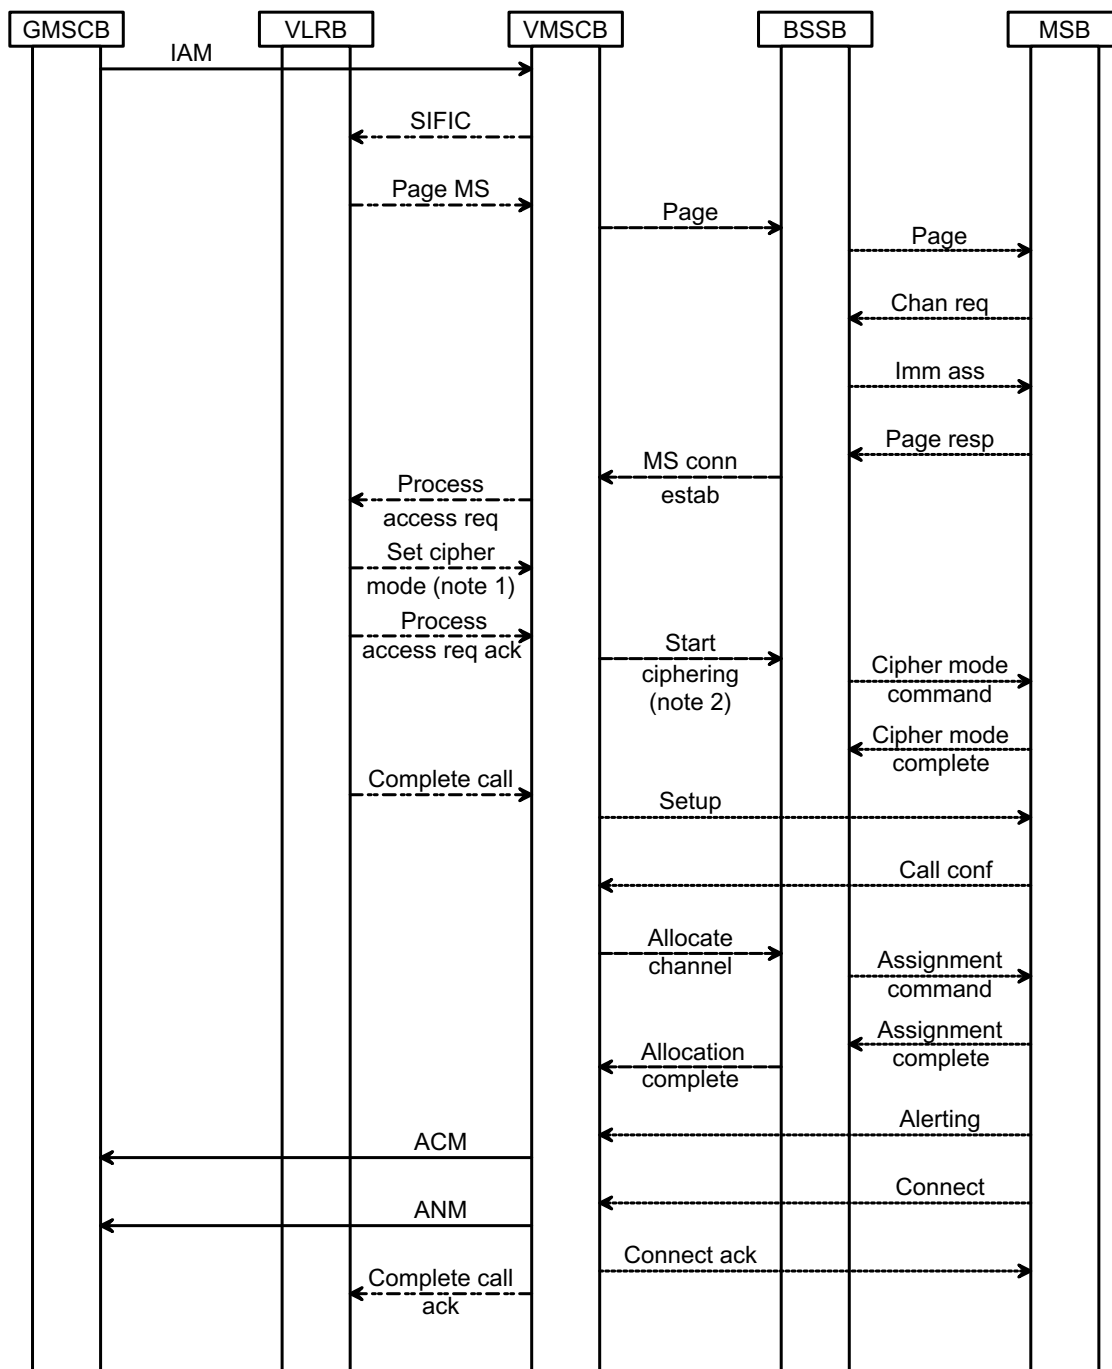 GMSCB VLRB VMSCB BSSB MSB
IAM
SIFIC
Page MS
Page
Page
Chan req
Imm ass
Page resp
MS conn
estab
Process
access req
Set cipher
mode (note 1)
Process
access req ack
Start
ciphering
(note 2)
Cipher mode
command
Cipher mode
complete
Complete call
Setup
Call conf
Allocate
channel
Assignment
command
Assignment
complete
Allocation
complete
Alerting
ACM
Connect
ANM
Connect ack
Complete call
ack